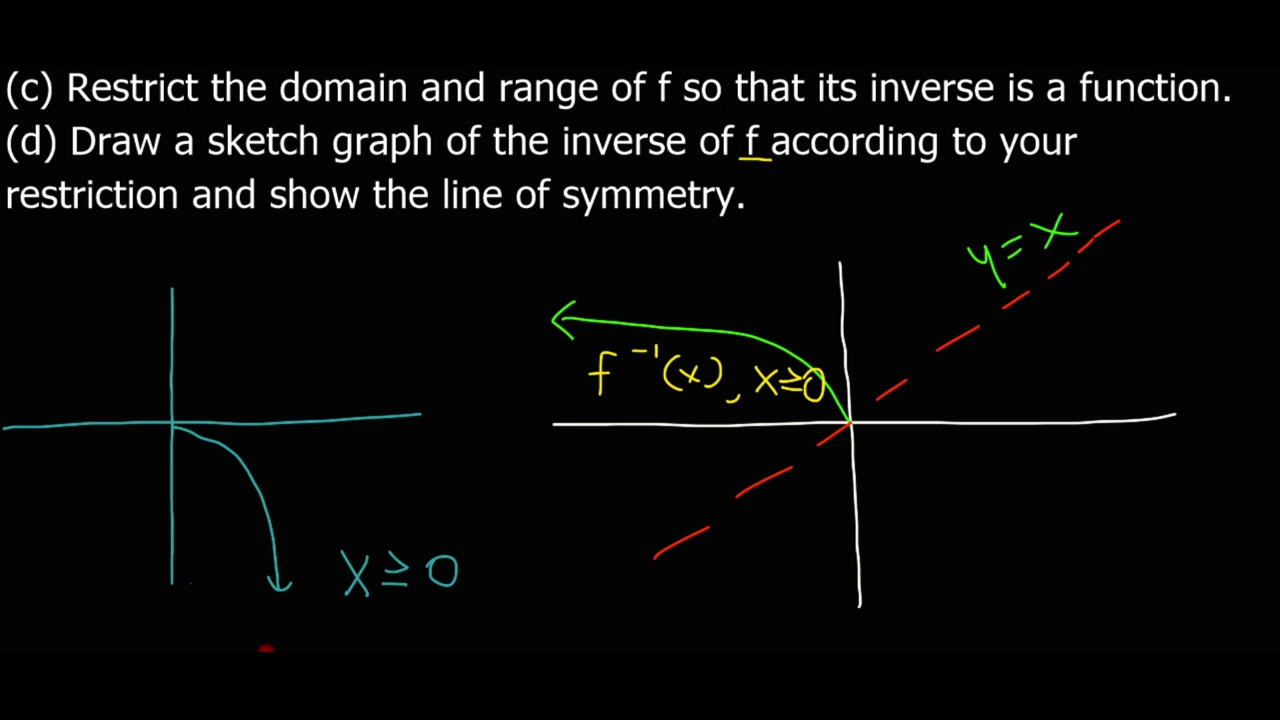 (c) Restrict the domain and range of f so that its inverse is a function.
(d) Draw a sketch graph of the inverse of f according to your
restriction and show the line of symmetry.
y = x
f⁻¹(x), x≥0
x ≥ 0